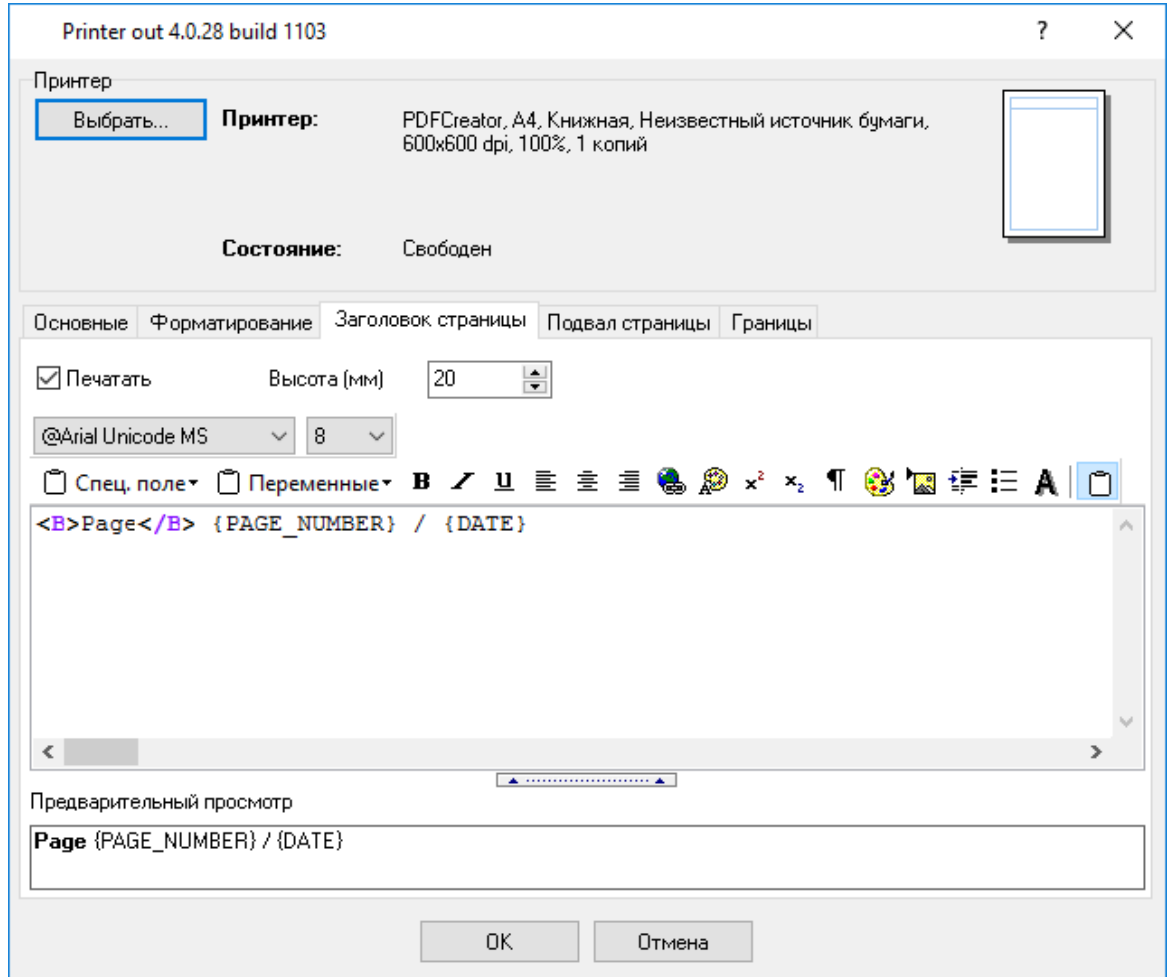 Printer out 4.0.28 build 1103
?
Принтер
Выбрать...
Принтер:
PDFCreator, A4, Книжная, Неизвестный источник бумаги,
600x600 dpi, 100%, 1 копий
Состояние:
Свободен
Основные
Форматирование
Заголовок страницы
Подвал страницы
Границы
Печатать
Высота (мм)
20
@Arial Unicode MS
8
Спец. поле
Переменные
B I U x² x₂ ¶ A
<B>Page</B> {PAGE_NUMBER} / {DATE}
Предварительный просмотр
Page {PAGE_NUMBER} / {DATE}
OK
Отмена